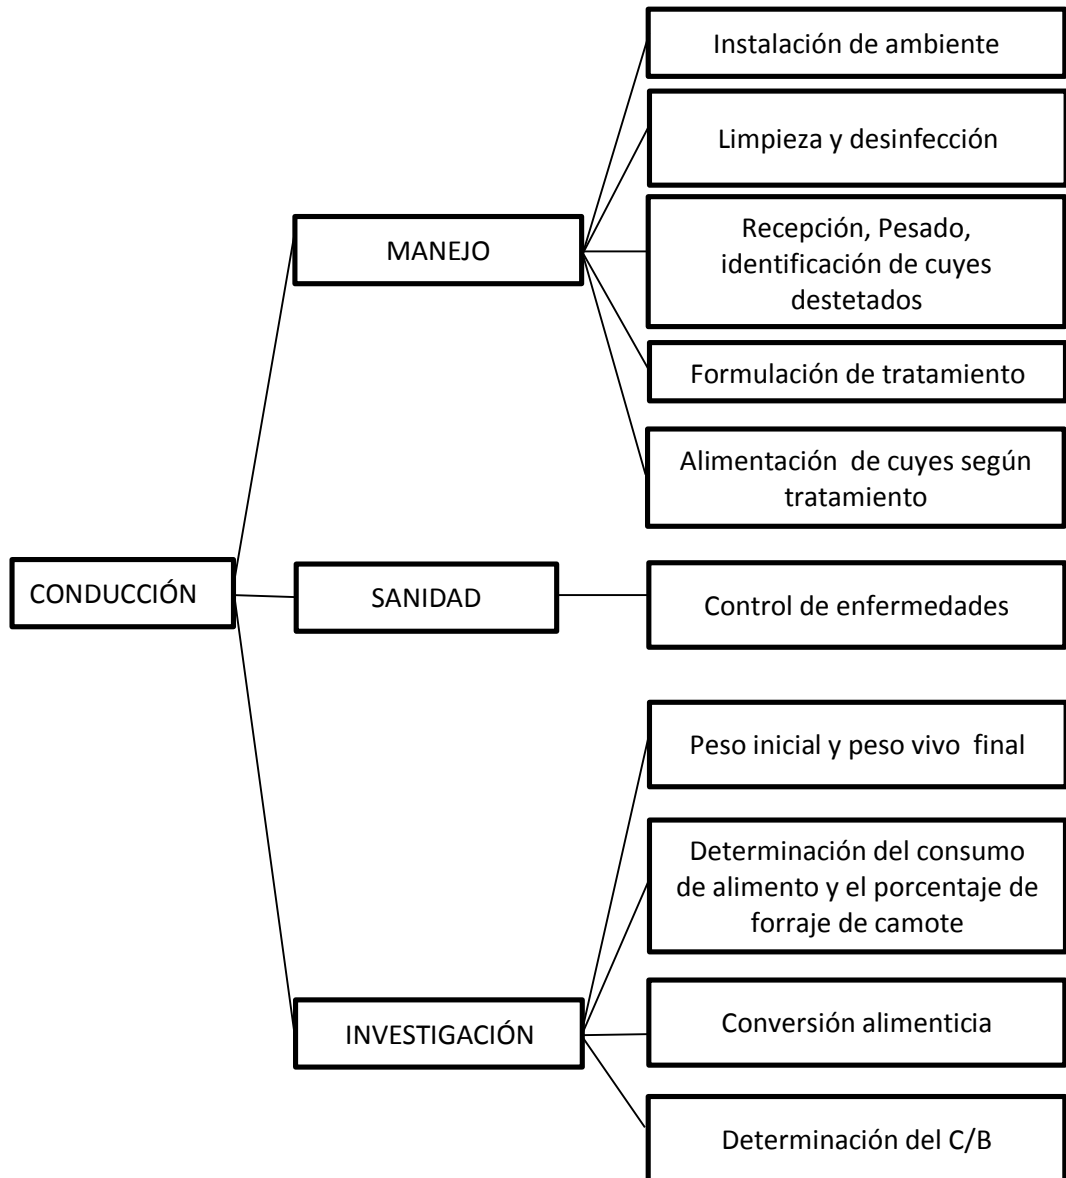 Instalación de ambiente
Limpieza y desinfección
MANEJO
Recepción, Pesado,
identificación de cuyes
destetados
Formulación de tratamiento
Alimentación  de cuyes según
tratamiento
CONDUCCIÓN
SANIDAD
Control de enfermedades
Peso inicial y peso vivo  final
Determinación del consumo
de alimento y el porcentaje de
forraje de camote
INVESTIGACIÓN
Conversión alimenticia
Determinación del C/B